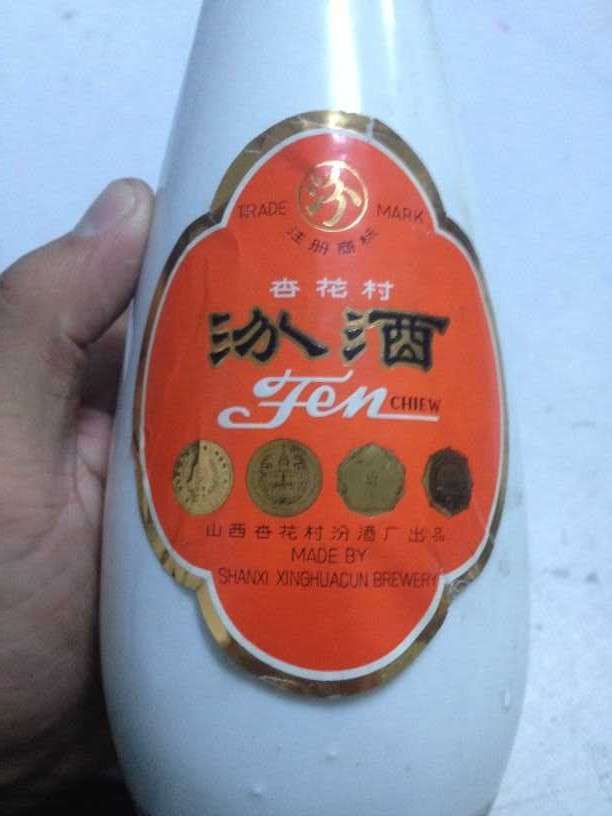 汾
TRADE MARK
注册商标
杏花村
汾酒
Fen CHIEW
山西杏花村汾酒厂出品
MADE BY
SHANXI XINGHUACUN BREWERY